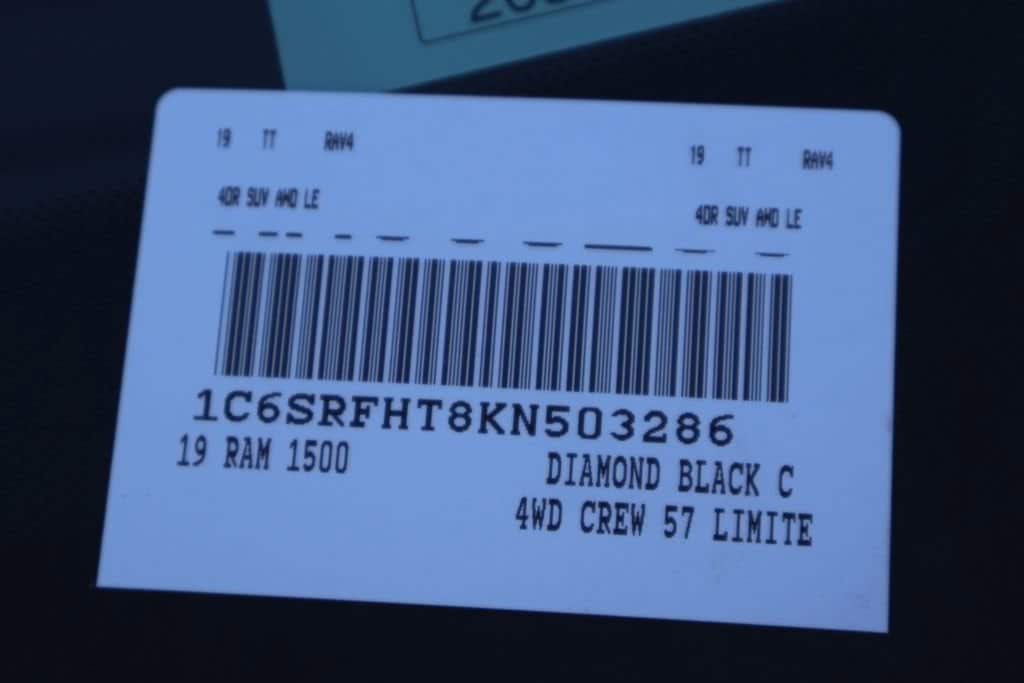 19 TT RAV4
19 TT RAV4
4DR SUV AWD LE
4DR SUV AWD LE
1C6SRFHT8KN503286
19 RAM 1500
DIAMOND BLACK C
4WD CREW 57 LIMITE